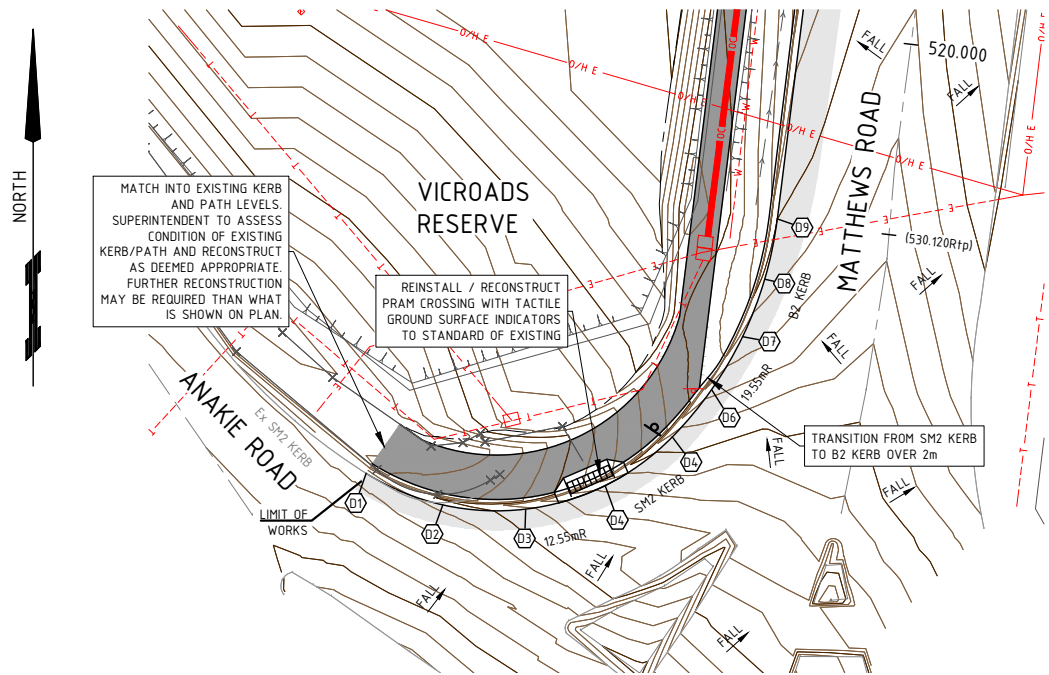 NORTH
MATCH INTO EXISTING KERB
AND PATH LEVELS.
SUPERINTENDENT TO ASSESS
CONDITION OF EXISTING
KERB/PATH AND RECONSTRUCT
AS DEEMED APPROPRIATE.
FURTHER RECONSTRUCTION
MAY BE REQUIRED THAN WHAT
IS SHOWN ON PLAN.
VICROADS
RESERVE
REINSTALL / RECONSTRUCT
PRAM CROSSING WITH TACTILE
GROUND SURFACE INDICATORS
TO STANDARD OF EXISTING
O/H E
O/H E
O/H E
O/H E
O/H E
O/H E
O/H E
OC
OC
W
W
W
W
FALL
520.000
FALL
MATTHEWS ROAD
(530.120Rtp)
FALL
E
E
E
E
E
E
E
D9
D8
B2 KERB
D7
FALL
19.55mR
D6
TRANSITION FROM SM2 KERB
TO B2 KERB OVER 2m
FALL
FALL
D4
SM2 KERB
D4
12.55mR
D3
D2
D1
LIMIT OF
WORKS
ANAKIE ROAD
Ex SM2 KERB
T
T
T
T
T
T
FALL
FALL
FALL